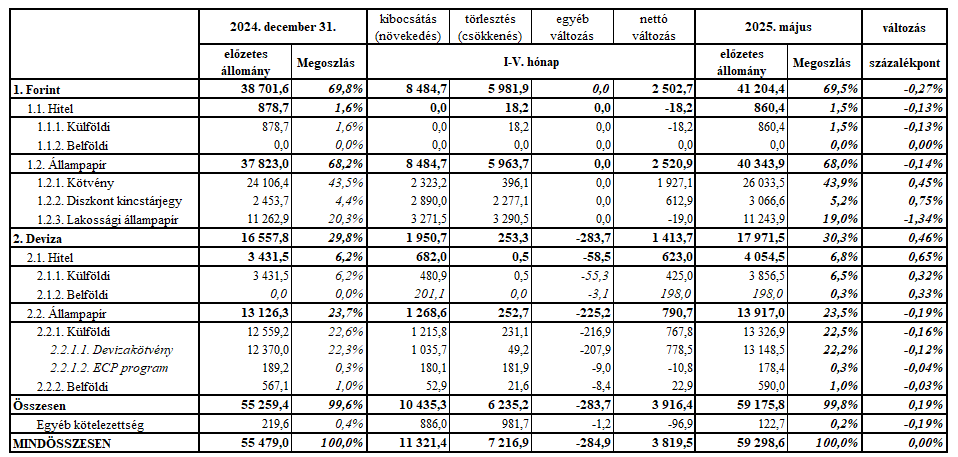 2024. december 31. kibocsátás (növekedés) törlesztés (csökkenés) egyéb változás nettó változás 2025. május változás
előzetes állomány Megoszlás I-V. hónap előzetes állomány Megoszlás százalékpont
1. Forint 38 701,6 69,8% 8 484,7 5 981,9 0,0 2 502,7 41 204,4 69,5% -0,27%
1.1. Hitel 878,7 1,6% 0,0 18,2 0,0 -18,2 860,4 1,5% -0,13%
1.1.1. Külföldi 878,7 1,6% 0,0 18,2 0,0 -18,2 860,4 1,5% -0,13%
1.1.2. Belföldi 0,0 0,0% 0,0 0,0 0,0 0,0 0,0 0,0% 0,00%
1.2. Állampapír 37 823,0 68,2% 8 484,7 5 963,7 0,0 2 520,9 40 343,9 68,0% -0,14%
1.2.1. Kötvény 24 106,4 43,5% 2 323,2 396,1 0,0 1 927,1 26 033,5 43,9% 0,45%
1.2.2. Diszkont kincstárjegy 2 453,7 4,4% 2 890,0 2 277,1 0,0 612,9 3 066,6 5,2% 0,75%
1.2.3. Lakossági állampapír 11 262,9 20,3% 3 271,5 3 290,5 0,0 -19,0 11 243,9 19,0% -1,34%
2. Deviza 16 557,8 29,8% 1 950,7 253,3 -283,7 1 413,7 17 971,5 30,3% 0,46%
2.1. Hitel 3 431,5 6,2% 682,0 0,5 -58,5 623,0 4 054,5 6,8% 0,65%
2.1.1. Külföldi 3 431,5 6,2% 480,9 0,5 -55,3 425,0 3 856,5 6,5% 0,32%
2.1.2. Belföldi 0,0 0,0% 201,1 0,0 -3,1 198,0 198,0 0,3% 0,33%
2.2. Állampapír 13 126,3 23,7% 1 268,6 252,7 -225,2 790,7 13 917,0 23,5% -0,19%
2.2.1. Külföldi 12 559,2 22,6% 1 215,8 231,1 -216,9 767,8 13 326,9 22,5% -0,16%
2.2.1.1. Devizakötvény 12 370,0 22,3% 1 035,7 49,2 -207,9 778,5 13 148,5 22,2% -0,12%
2.2.1.2. ECP program 189,2 0,3% 180,1 181,9 -9,0 -10,8 178,4 0,3% -0,04%
2.2.2. Belföldi 567,1 1,0% 52,9 21,6 -8,4 22,9 590,0 1,0% -0,03%
Összesen 55 259,4 99,6% 10 435,3 6 235,2 -283,7 3 916,4 59 175,8 99,8% 0,19%
Egyéb kötelezettség 219,6 0,4% 886,0 981,7 -1,2 -96,9 122,7 0,2% -0,19%
MINDÖSSZESEN 55 479,0 100,0% 11 321,4 7 216,9 -284,9 3 819,5 59 298,6 100,0% 0,00%